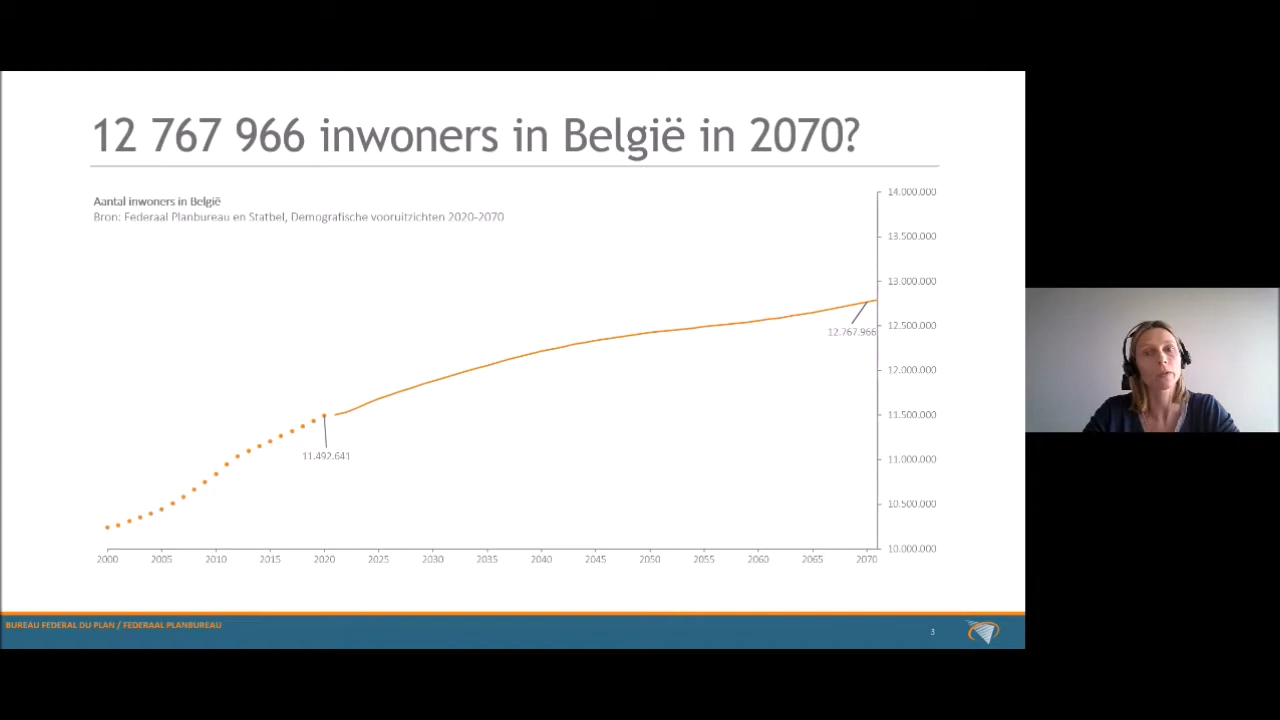 12 767 966 inwoners in België in 2070?
Aantal inwoners in België
Bron: Federaal Planbureau en Statbel, Demografische vooruitzichten 2020-2070
14.000.000
13.500.000
13.000.000
12.500.000
12.767.966
12.000.000
11.500.000
11.492.641
11.000.000
10.500.000
10.000.000
2000 2005 2010 2015 2020 2025 2030 2035 2040 2045 2050 2055 2060 2065 2070
BUREAU FEDERAL DU PLAN / FEDERAAL PLANBUREAU
3